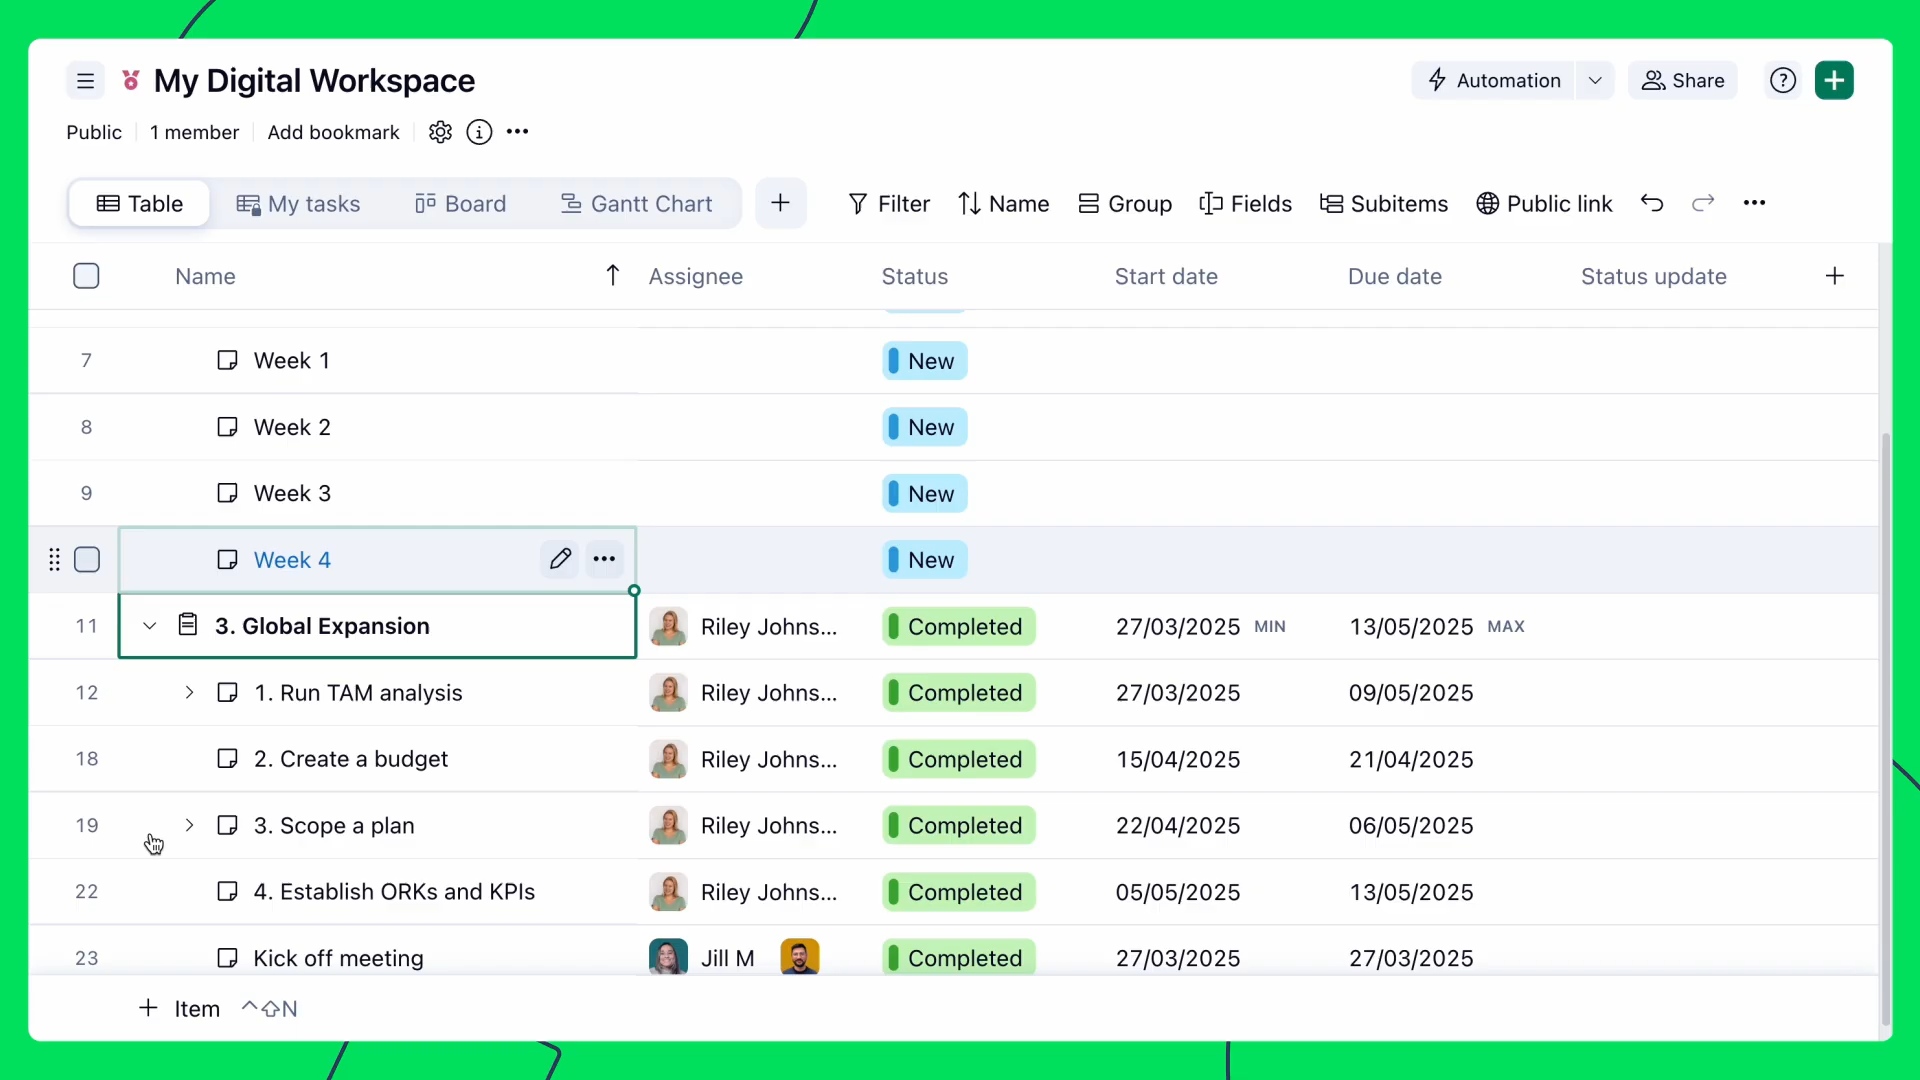 My Digital Workspace
Automation
Share
Public
1 member
Add bookmark
Table
My tasks
Board
Gantt Chart
Filter
Name
Group
Fields
Subitems
Public link
Name Assignee Status Start date Due date Status update
7 Week 1 New
8 Week 2 New
9 Week 3 New
Week 4 New
11 3. Global Expansion Riley Johns... Completed 27/03/2025 MIN 13/05/2025 MAX
12 1. Run TAM analysis Riley Johns... Completed 27/03/2025 09/05/2025
18 2. Create a budget Riley Johns... Completed 15/04/2025 21/04/2025
19 3. Scope a plan Riley Johns... Completed 22/04/2025 06/05/2025
22 4. Establish ORKs and KPIs Riley Johns... Completed 05/05/2025 13/05/2025
23 Kick off meeting Jill M Completed 27/03/2025 27/03/2025
+ Item ^⇧N